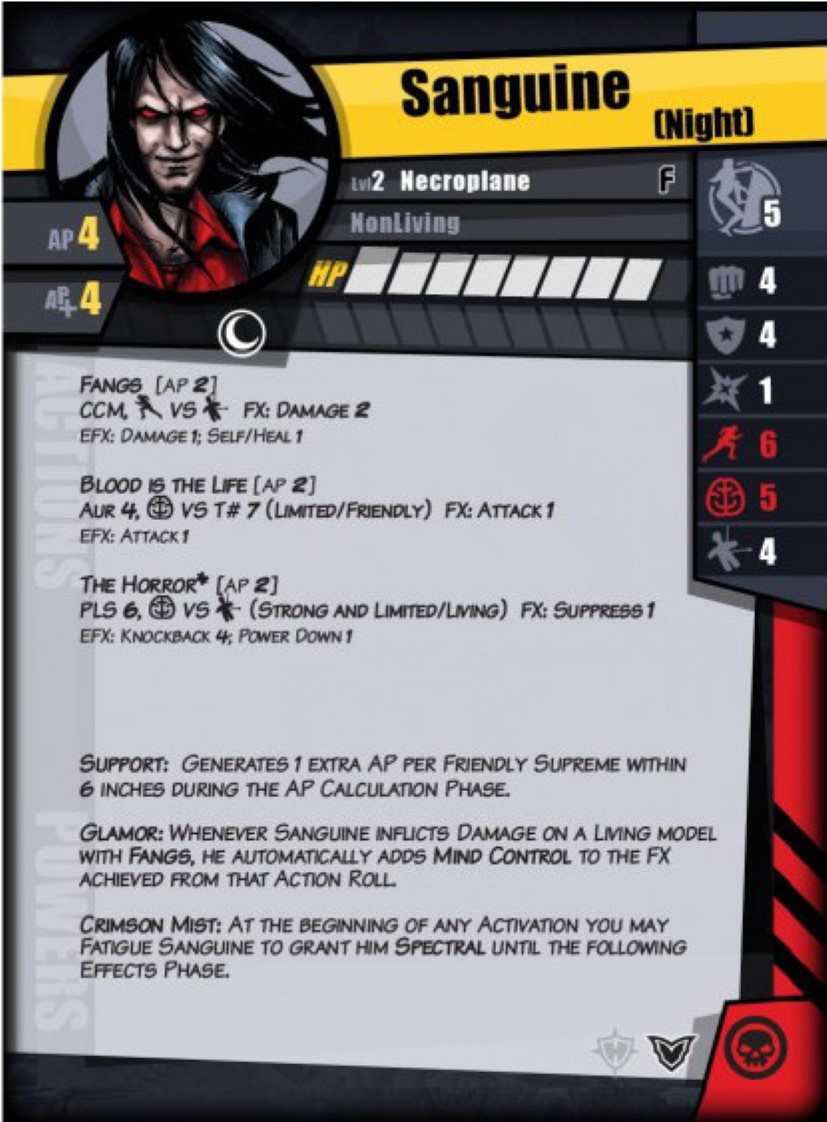 Sanguine
(Night)
Lvl2 Necroplane F
NonLiving
AP 4
AP+ 4
HP
5
4
4
1
6
5
4
ACTIONS
FANGS [AP 2]
CCM, VS FX: DAMAGE 2
EFX: DAMAGE 1; SELF/HEAL 1
BLOOD IS THE LIFE [AP 2]
AUR 4, VS T# 7 (LIMITED/FRIENDLY) FX: ATTACK 1
EFX: ATTACK 1
THE HORROR* [AP 2]
PLS 6, VS (STRONG AND LIMITED/LIVING) FX: SUPPRESS 1
EFX: KNOCKBACK 4; POWER DOWN 1
POWERS
SUPPORT: GENERATES 1 EXTRA AP PER FRIENDLY SUPREME WITHIN
6 INCHES DURING THE AP CALCULATION PHASE.
GLAMOR: WHENEVER SANGUINE INFLICTS DAMAGE ON A LIVING MODEL
WITH FANGS, HE AUTOMATICALLY ADDS MIND CONTROL TO THE FX
ACHIEVED FROM THAT ACTION ROLL.
CRIMSON MIST: AT THE BEGINNING OF ANY ACTIVATION YOU MAY
FATIGUE SANGUINE TO GRANT HIM SPECTRAL UNTIL THE FOLLOWING
EFFECTS PHASE.